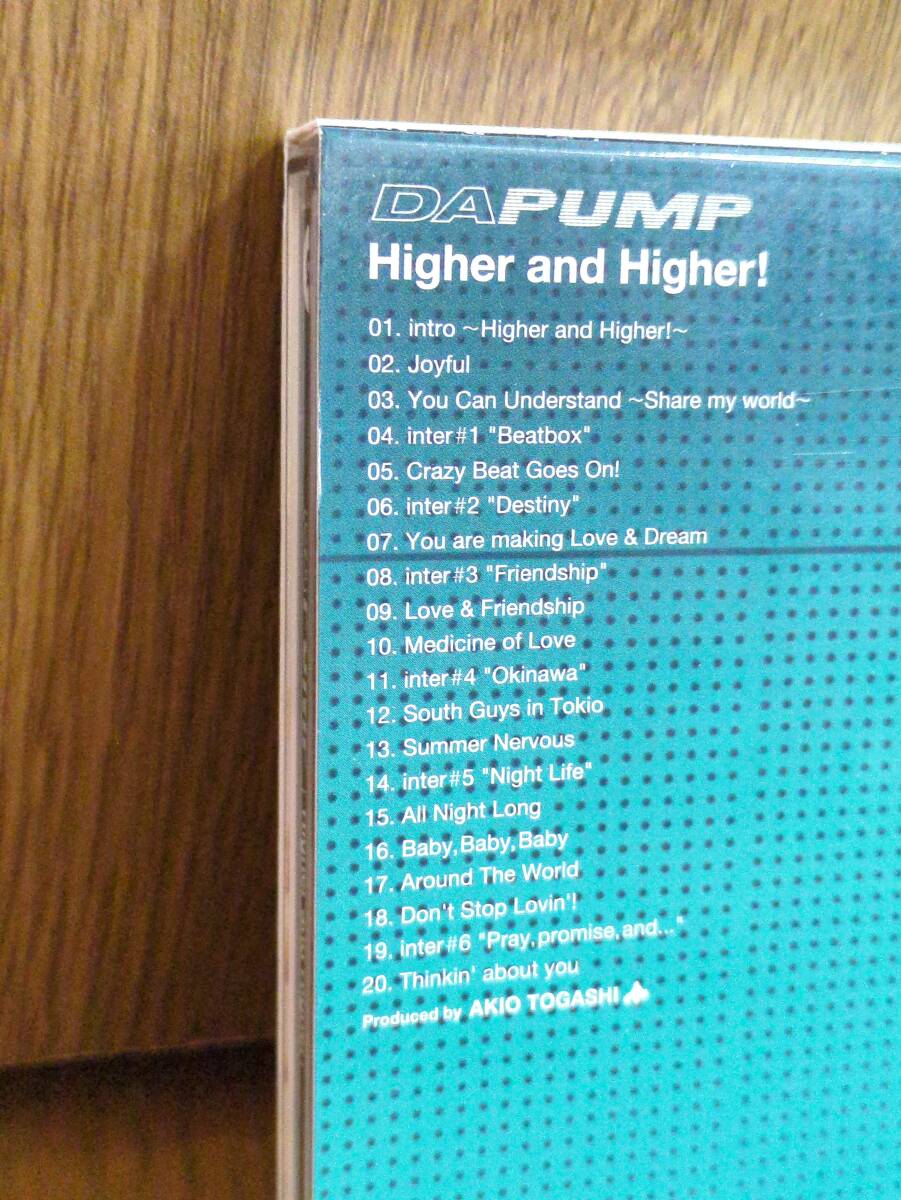 DA PUMP
Higher and Higher!
01. intro ~Higher and Higher!~
02. Joyful
03. You Can Understand ~Share my world~
04. inter#1 "Beatbox"
05. Crazy Beat Goes On!
06. inter#2 "Destiny"
07. You are making Love & Dream
08. inter#3 "Friendship"
09. Love & Friendship
10. Medicine of Love
11. inter#4 "Okinawa"
12. South Guys in Tokio
13. Summer Nervous
14. inter#5 "Night Life"
15. All Night Long
16. Baby,Baby,Baby
17. Around The World
18. Don't Stop Lovin'!
19. inter#6 "Pray,promise,and..."
20. Thinkin' about you
Produced by AKIO TOGASHI